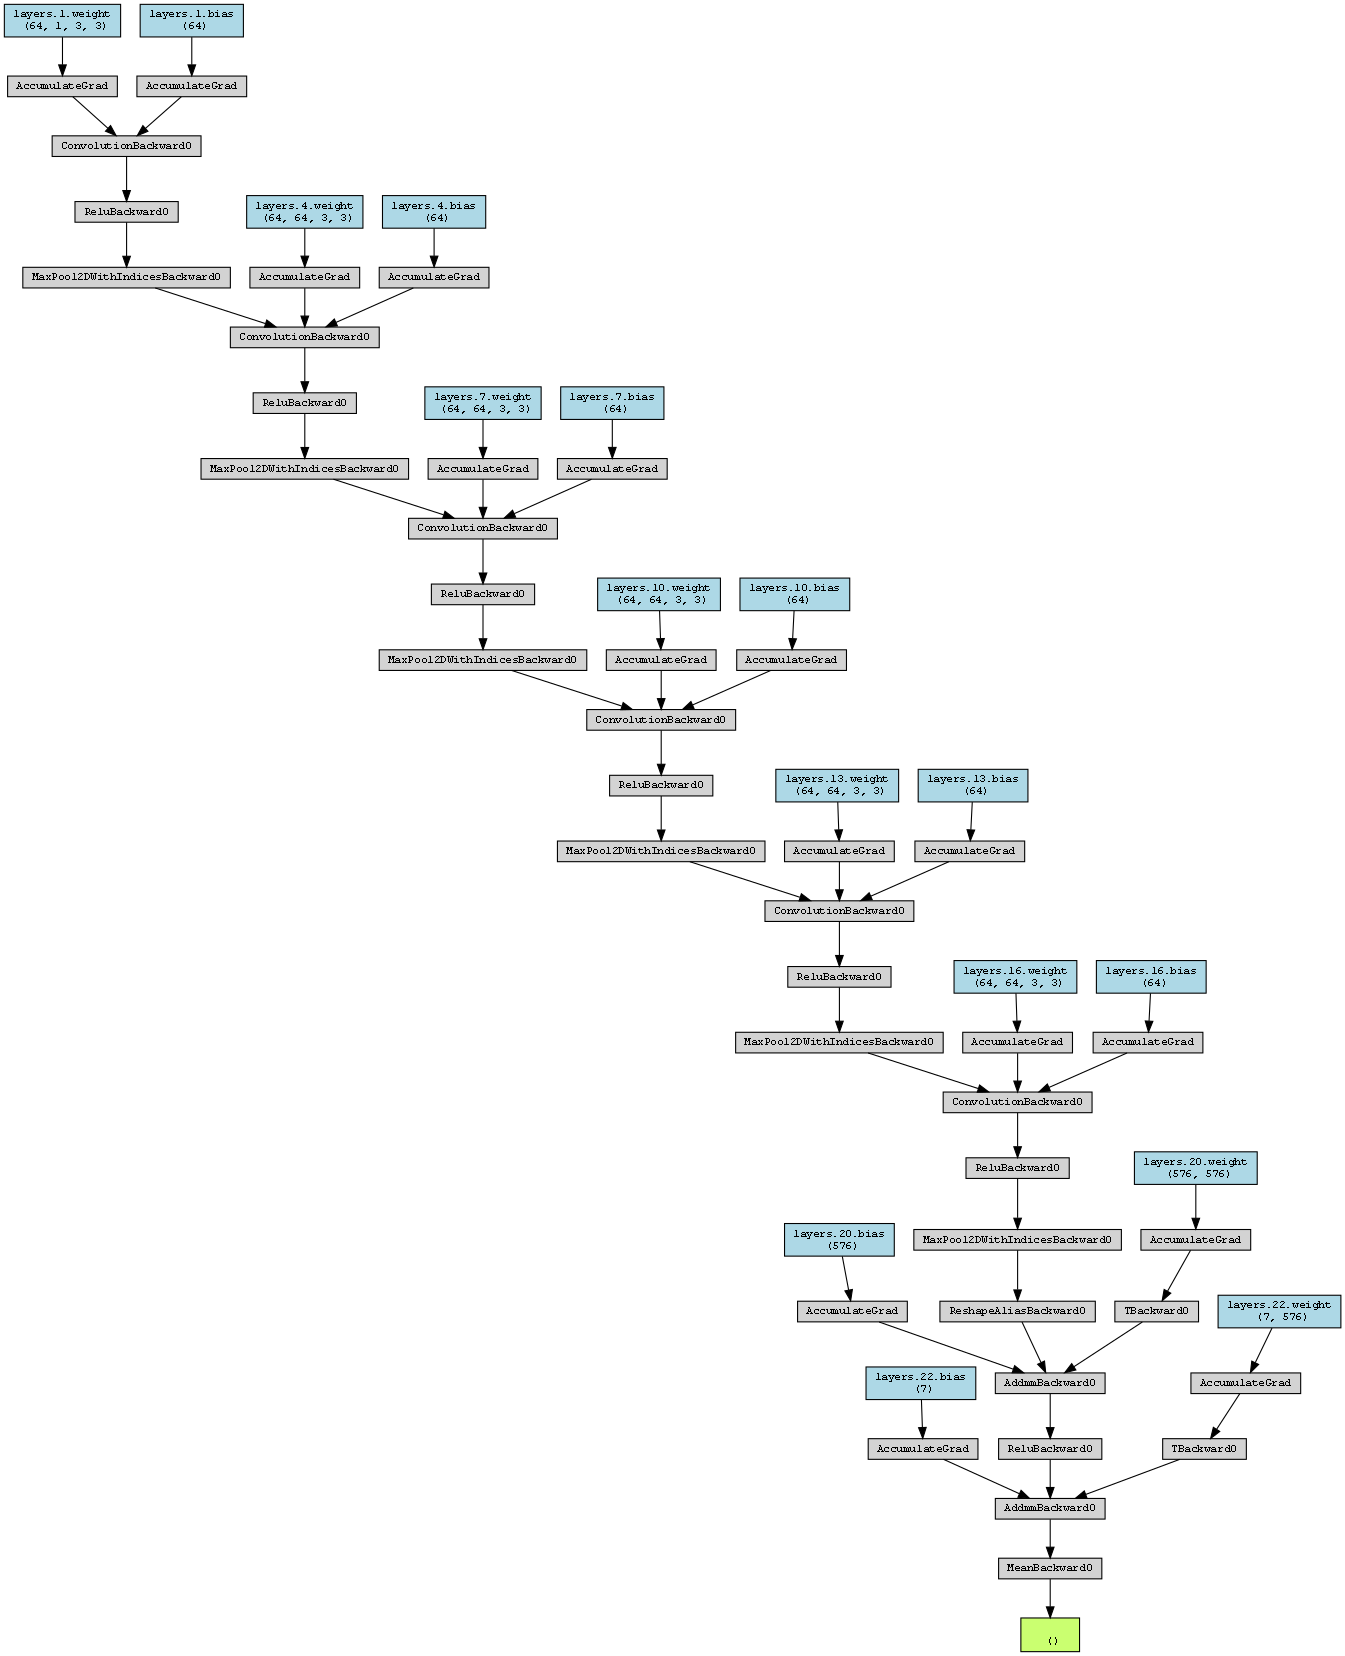 layers.1.weight
(64, 1, 3, 3)
layers.1.bias
(64)
AccumulateGrad
AccumulateGrad
ConvolutionBackward0
ReluBackward0
layers.4.weight
(64, 64, 3, 3)
layers.4.bias
(64)
MaxPool2DWithIndicesBackward0
AccumulateGrad
AccumulateGrad
ConvolutionBackward0
ReluBackward0
layers.7.weight
(64, 64, 3, 3)
layers.7.bias
(64)
MaxPool2DWithIndicesBackward0
AccumulateGrad
AccumulateGrad
ConvolutionBackward0
ReluBackward0
layers.10.weight
(64, 64, 3, 3)
layers.10.bias
(64)
MaxPool2DWithIndicesBackward0
AccumulateGrad
AccumulateGrad
ConvolutionBackward0
ReluBackward0
layers.13.weight
(64, 64, 3, 3)
layers.13.bias
(64)
MaxPool2DWithIndicesBackward0
AccumulateGrad
AccumulateGrad
ConvolutionBackward0
ReluBackward0
layers.16.weight
(64, 64, 3, 3)
layers.16.bias
(64)
MaxPool2DWithIndicesBackward0
AccumulateGrad
AccumulateGrad
ConvolutionBackward0
ReluBackward0
layers.20.weight
(576, 576)
layers.20.bias
(576)
MaxPool2DWithIndicesBackward0
AccumulateGrad
AccumulateGrad
ReshapeAliasBackward0
TBackward0
layers.22.weight
(7, 576)
layers.22.bias
(7)
AddmmBackward0
AccumulateGrad
AccumulateGrad
ReluBackward0
TBackward0
AddmmBackward0
MeanBackward0
()